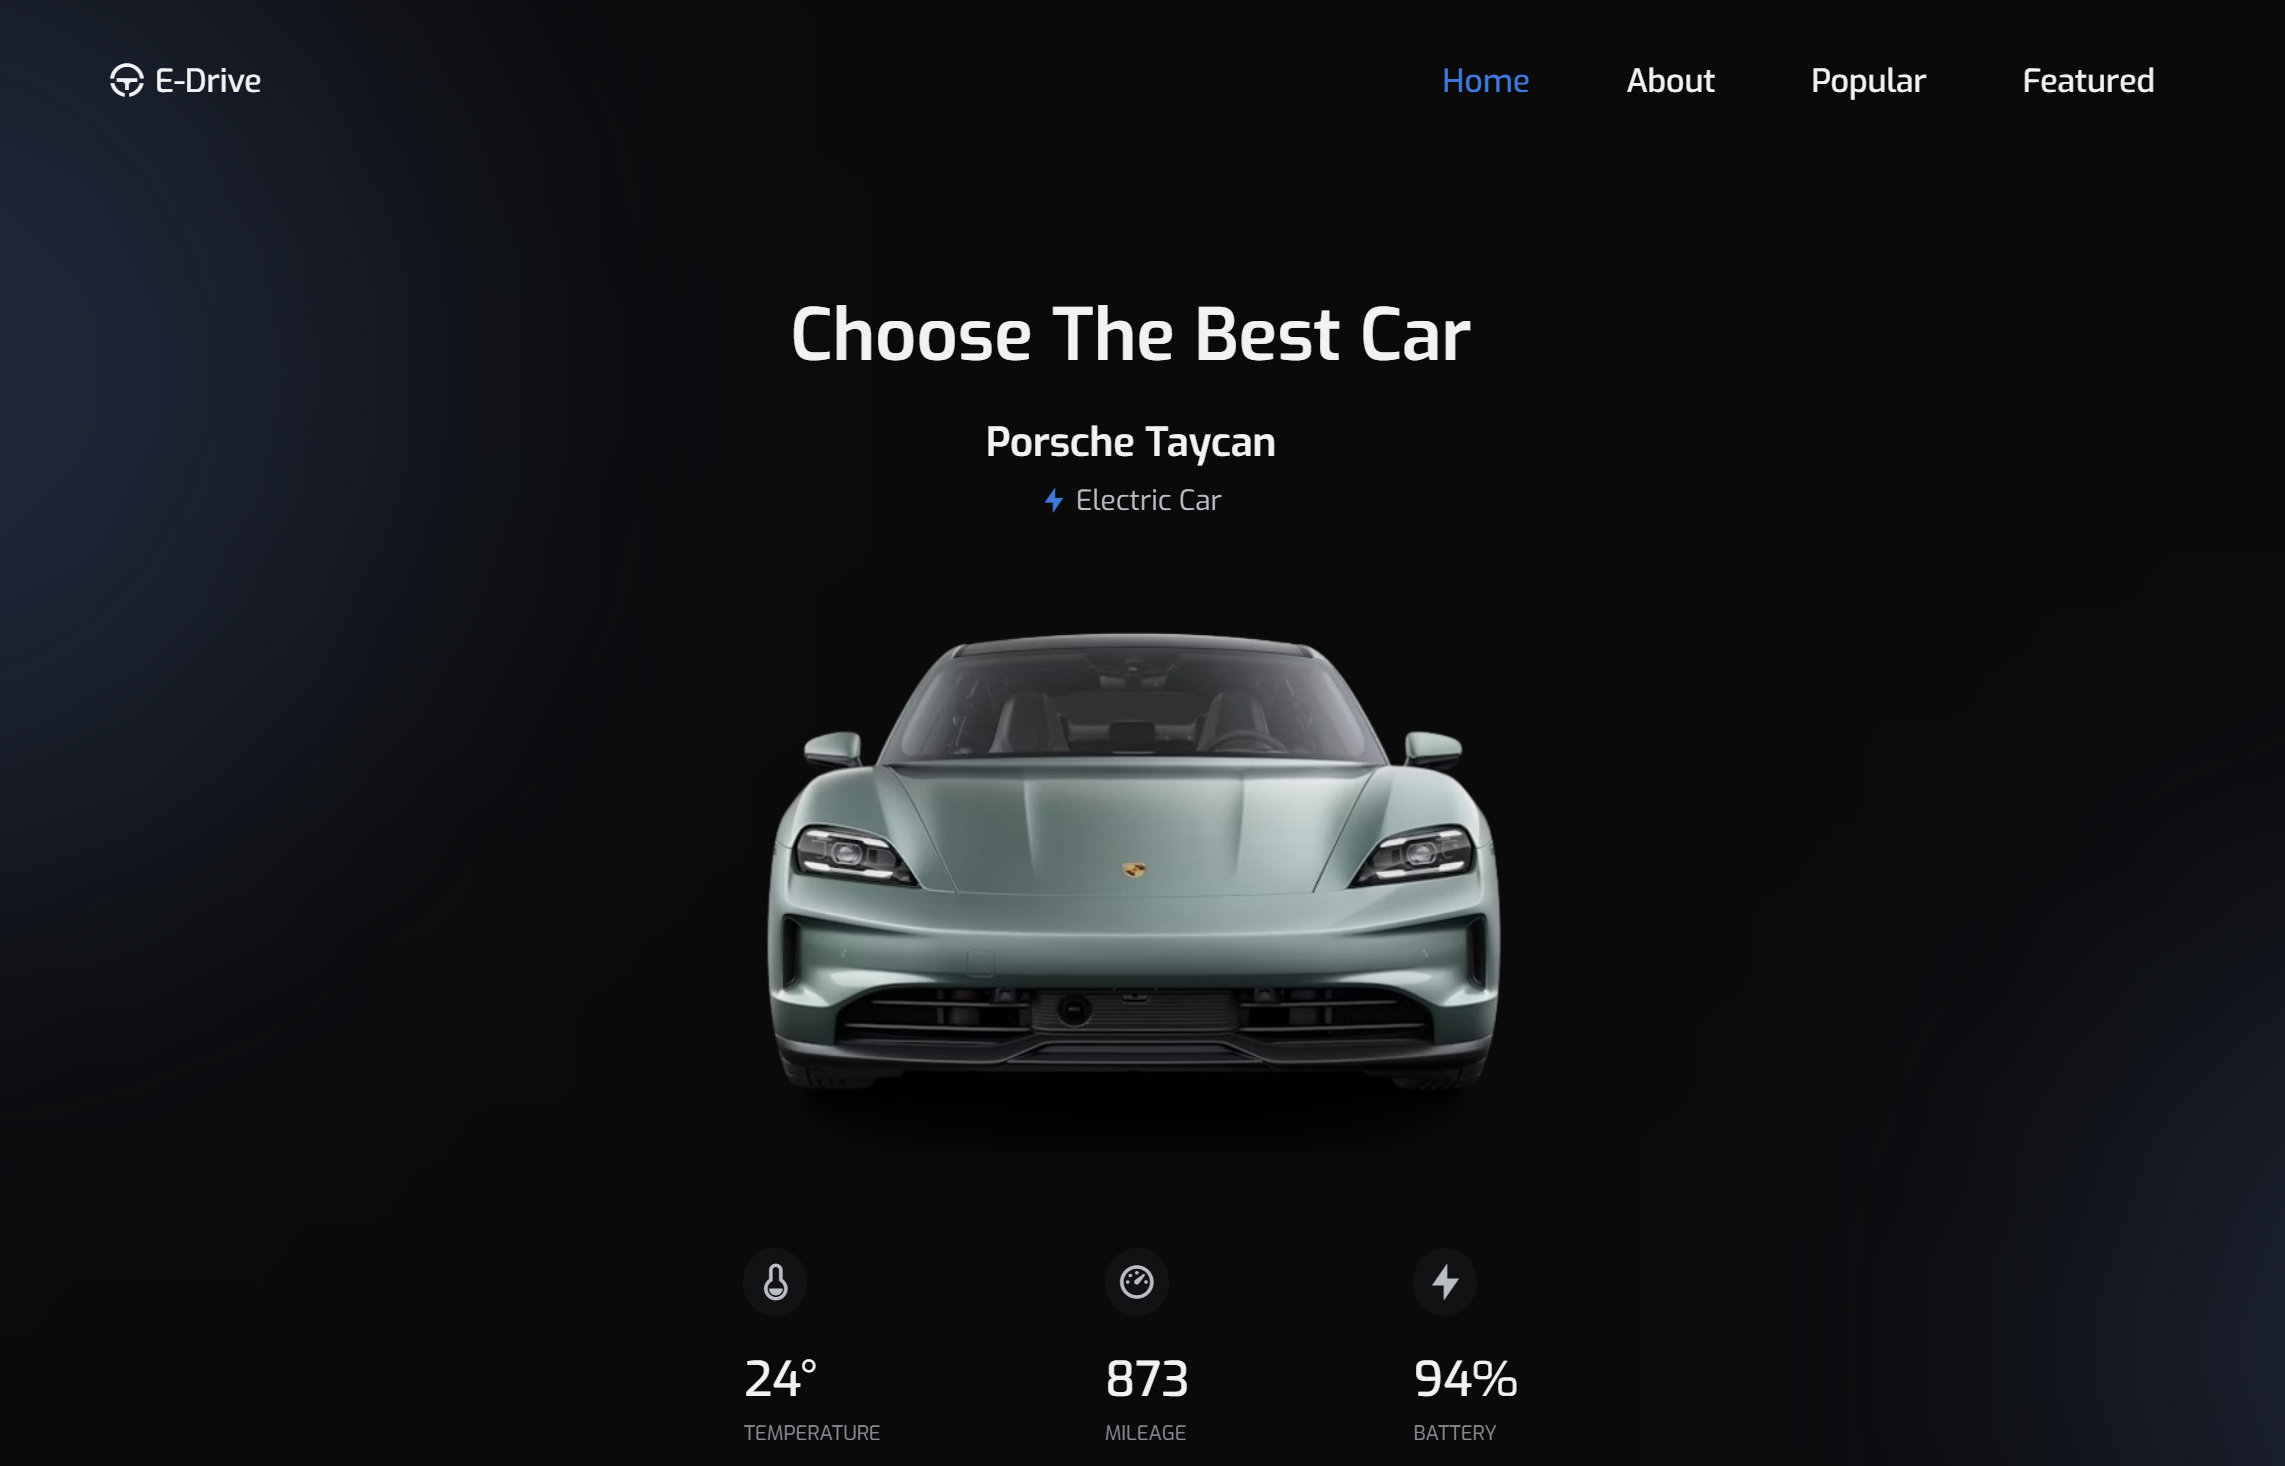 E-Drive
Home About Popular Featured
Choose The Best Car
Porsche Taycan
Electric Car
24° 873 94%
TEMPERATURE MILEAGE BATTERY